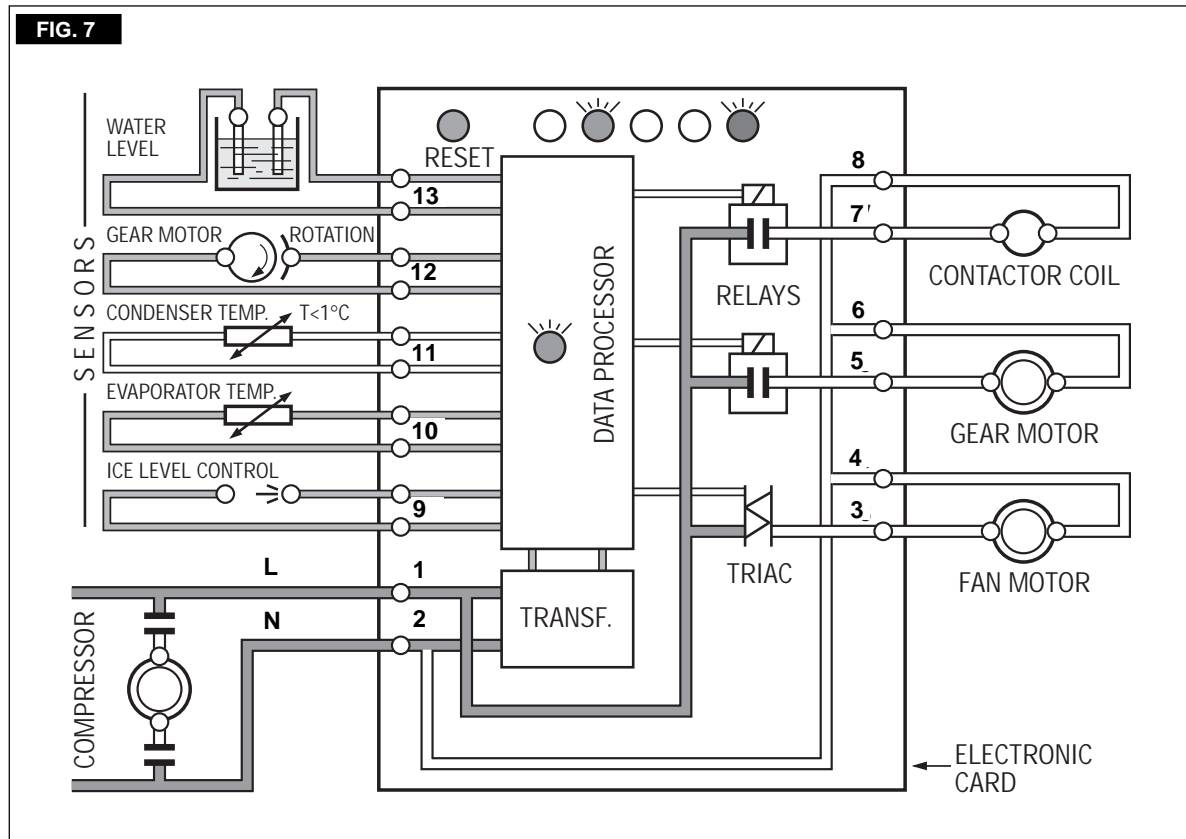 FIG. 7
SENSORS
WATER
LEVEL
RESET
13
GEAR MOTOR ROTATION
12
CONDENSER TEMP. T<1°C
11
EVAPORATOR TEMP.
10
ICE LEVEL CONTROL
9
L
1
N
2
COMPRESSOR
DATA PROCESSOR
TRANSF.
RELAYS
TRIAC
8
7
CONTACTOR COIL
6
5
GEAR MOTOR
4
3
FAN MOTOR
ELECTRONIC
CARD